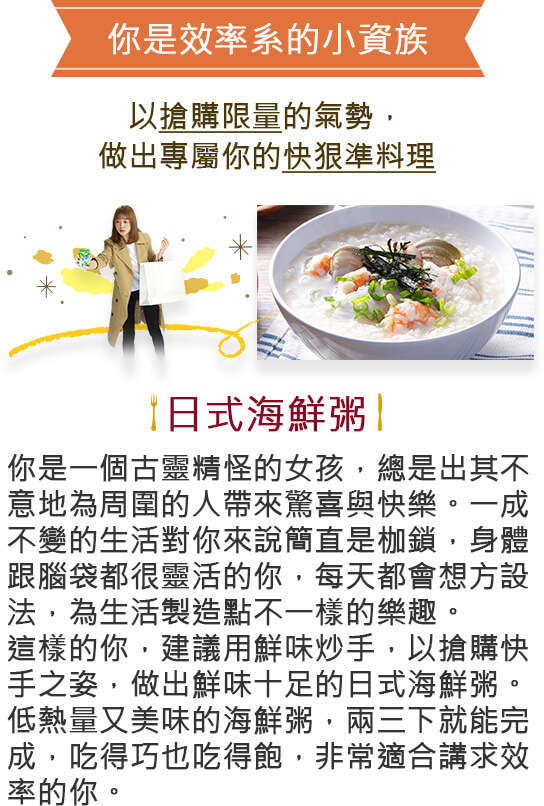 你是效率系的小資族
以搶購限量的氣勢，
做出專屬你的快狠準料理
日式海鮮粥
你是一個古靈精怪的女孩，總是出其不
意地為周圍的人帶來驚喜與快樂。一成
不變的生活對你來說簡直是枷鎖，身體
跟腦袋都很靈活的你，每天都會想方設
法，為生活製造點不一樣的樂趣。
這樣的你，建議用鮮味炒手，以搶購快
手之姿，做出鮮味十足的日式海鮮粥。
低熱量又美味的海鮮粥，兩三下就能完
成，吃得巧也吃得飽，非常適合講求效
率的你。